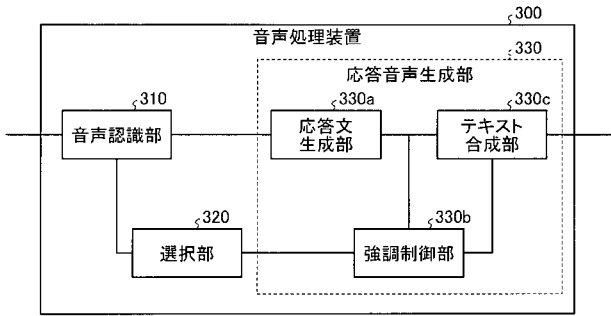 300
音声処理装置
330
応答音声生成部
310
330a
330c
音声認識部
応答文
生成部
テキスト
合成部
320
330b
選択部
強調制御部